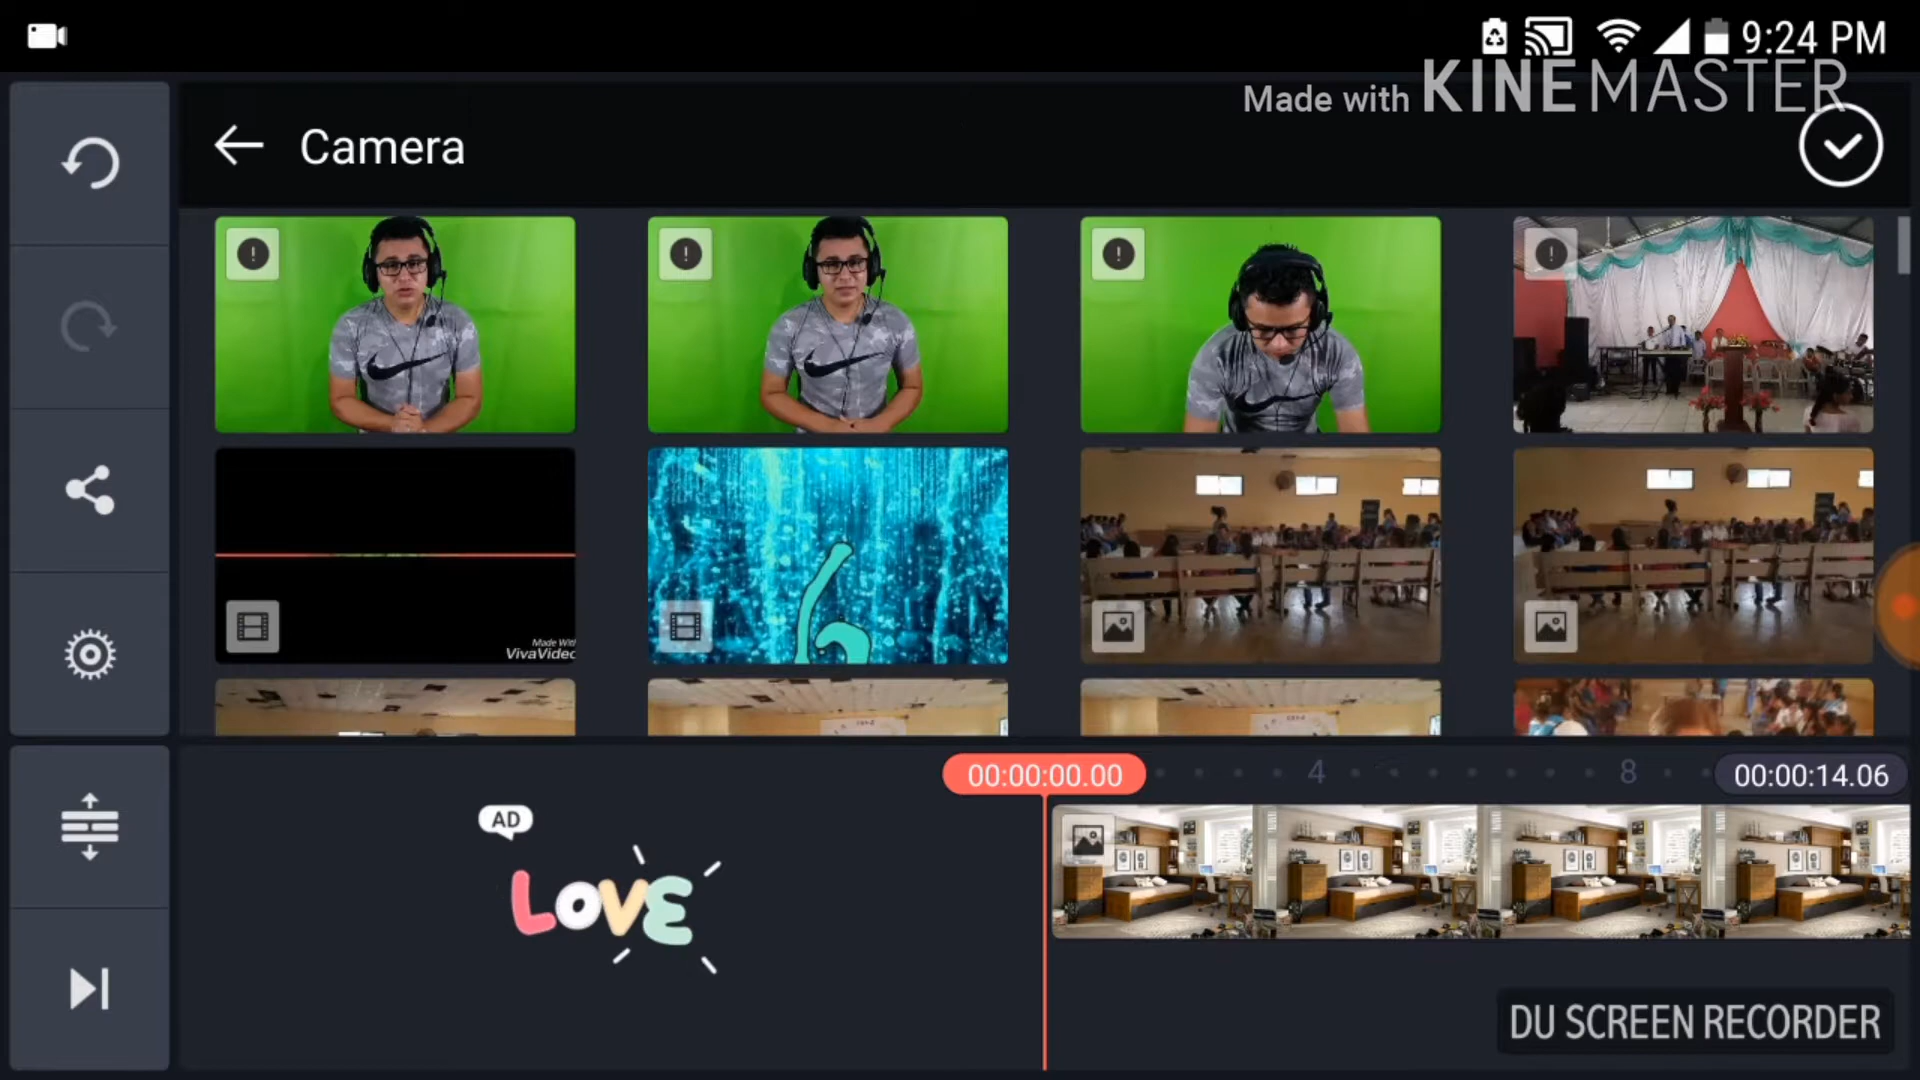 9:24 PM
Made with KINEMASTER
Camera
Made With
VivaVideo
00:00:00.00
4
8
00:00:14.06
AD
LOVE
DU SCREEN RECORDER